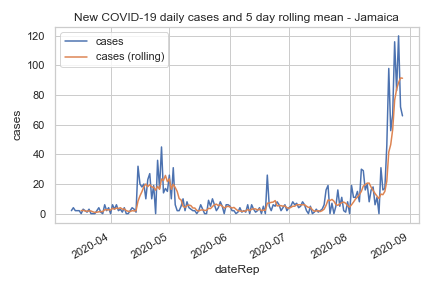 New COVID-19 daily cases and 5 day rolling mean - Jamaica
cases
cases (rolling)
120
100
80
60
40
20
0
cases
2020-04
2020-05
2020-06
2020-07
2020-08
2020-09
dateRep